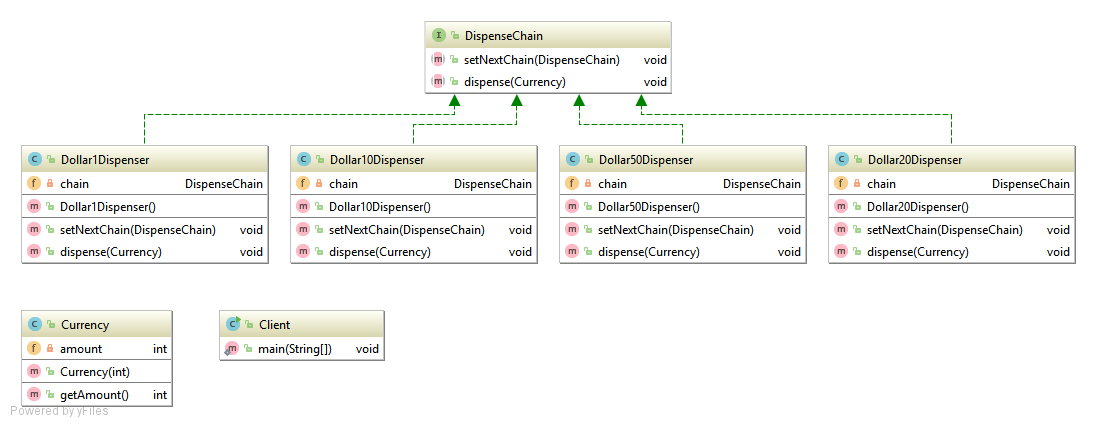 DispenseChain
setNextChain(DispenseChain) void
dispense(Currency) void
Dollar1Dispenser
chain DispenseChain
Dollar1Dispenser()
setNextChain(DispenseChain) void
dispense(Currency) void
Dollar10Dispenser
chain DispenseChain
Dollar10Dispenser()
setNextChain(DispenseChain) void
dispense(Currency) void
Dollar50Dispenser
chain DispenseChain
Dollar50Dispenser()
setNextChain(DispenseChain) void
dispense(Currency) void
Dollar20Dispenser
chain DispenseChain
Dollar20Dispenser()
setNextChain(DispenseChain) void
dispense(Currency) void
Currency
amount int
Currency(int)
getAmount() int
Client
main(String[]) void
Powered by yFiles